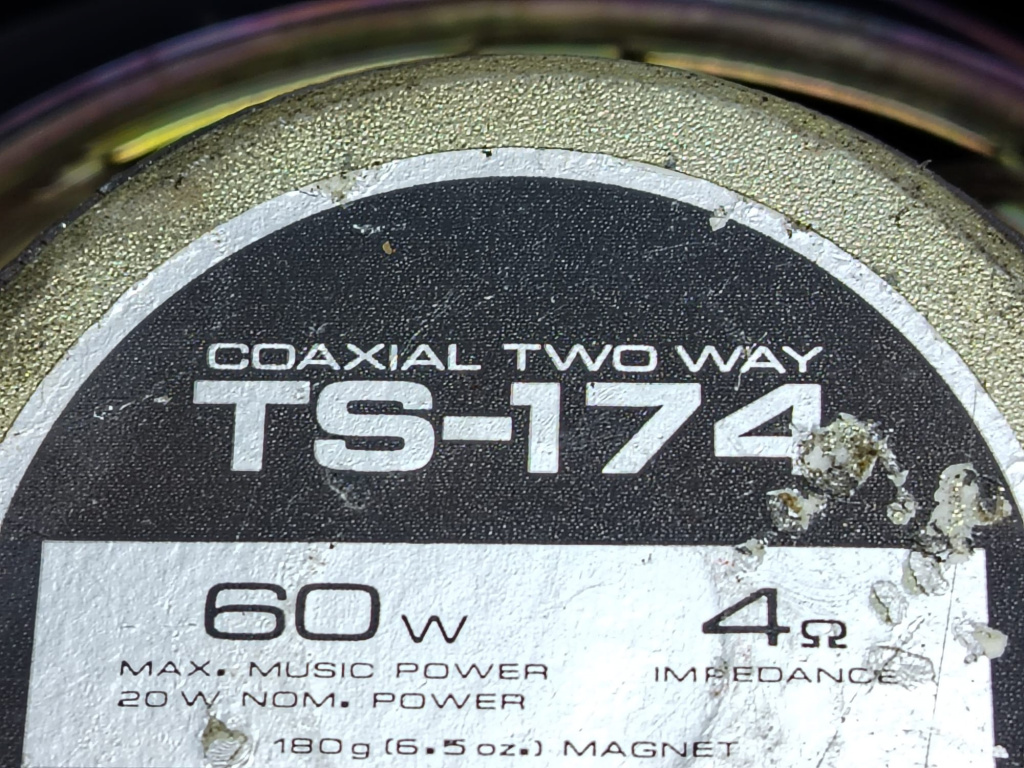 COAXIAL TWO WAY
TS-174
60 W 4Ω
MAX. MUSIC POWER IMPEDANCE
20 W NOM. POWER
180 g (6.5 oz.) MAGNET